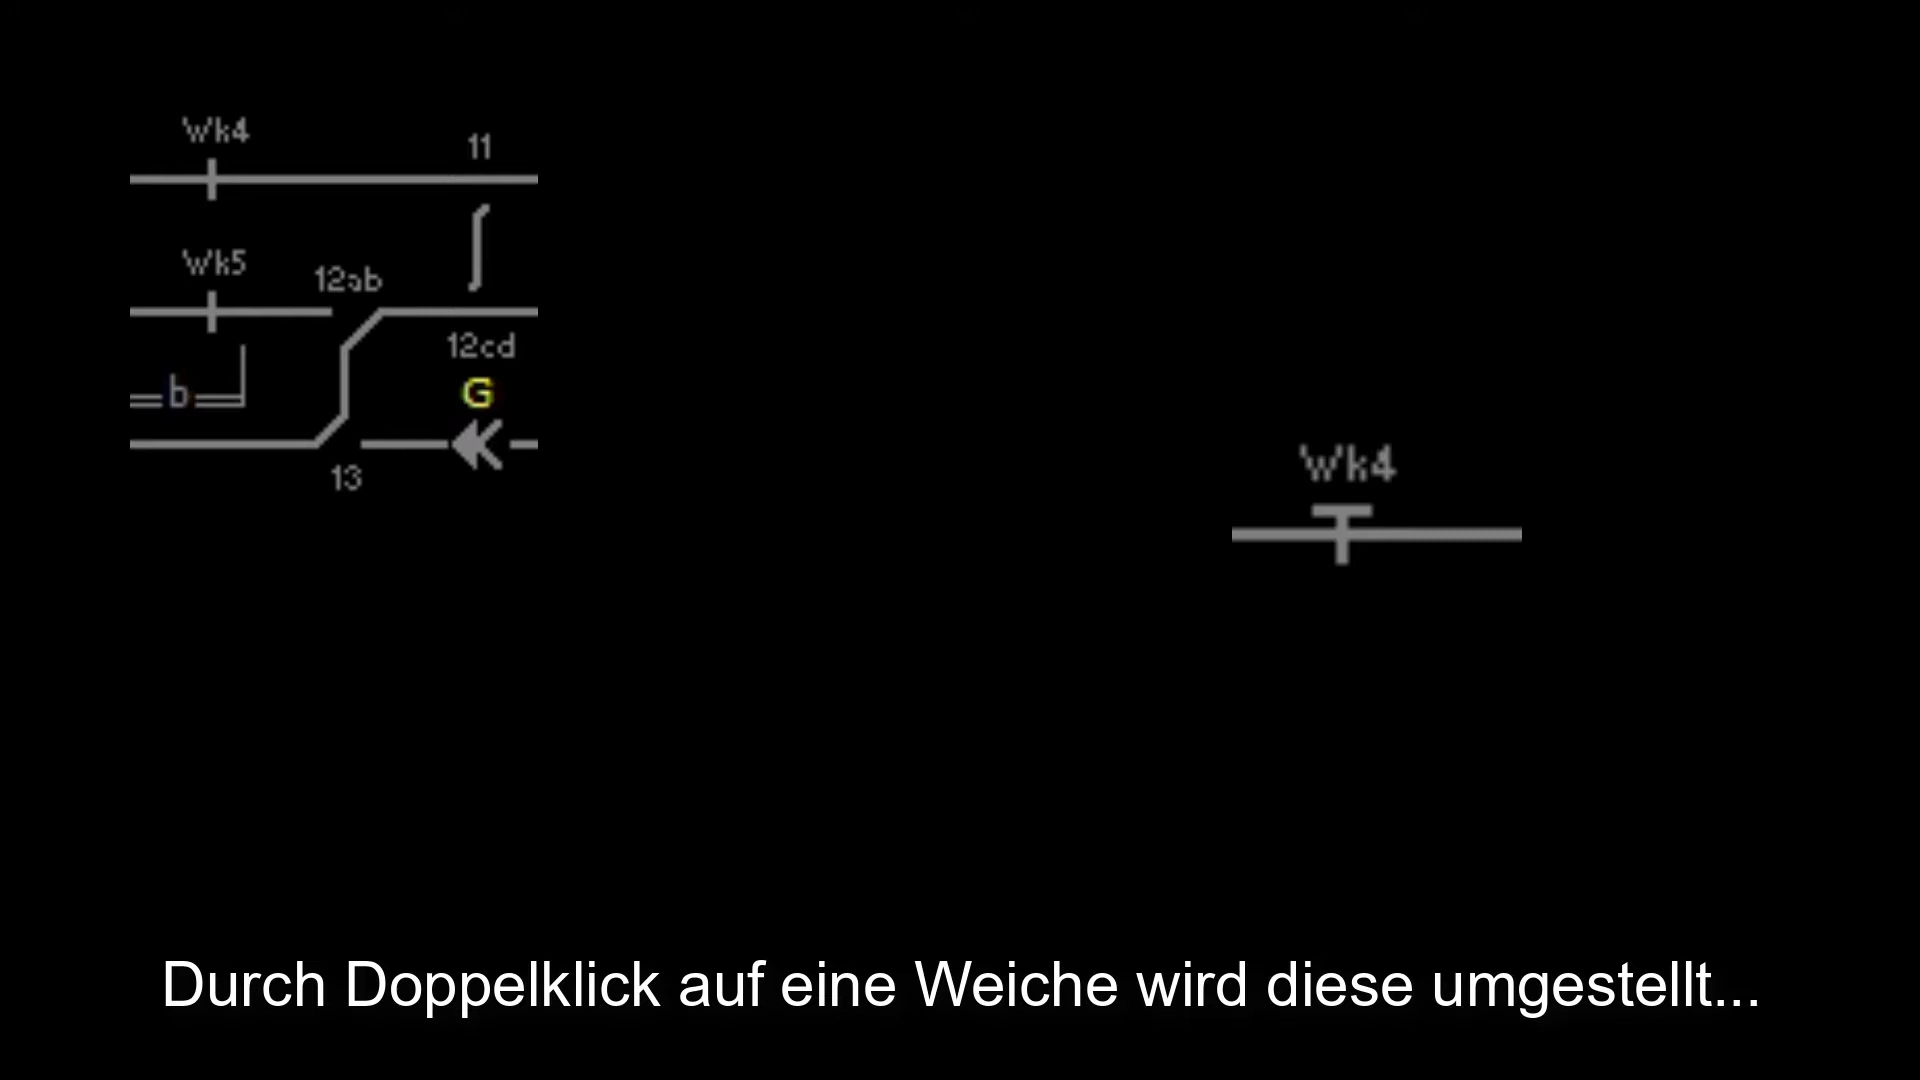 Wk4
11
Wk5
12ab
12cd
b
G
13
Wk4
Durch Doppelklick auf eine Weiche wird diese umgestellt...